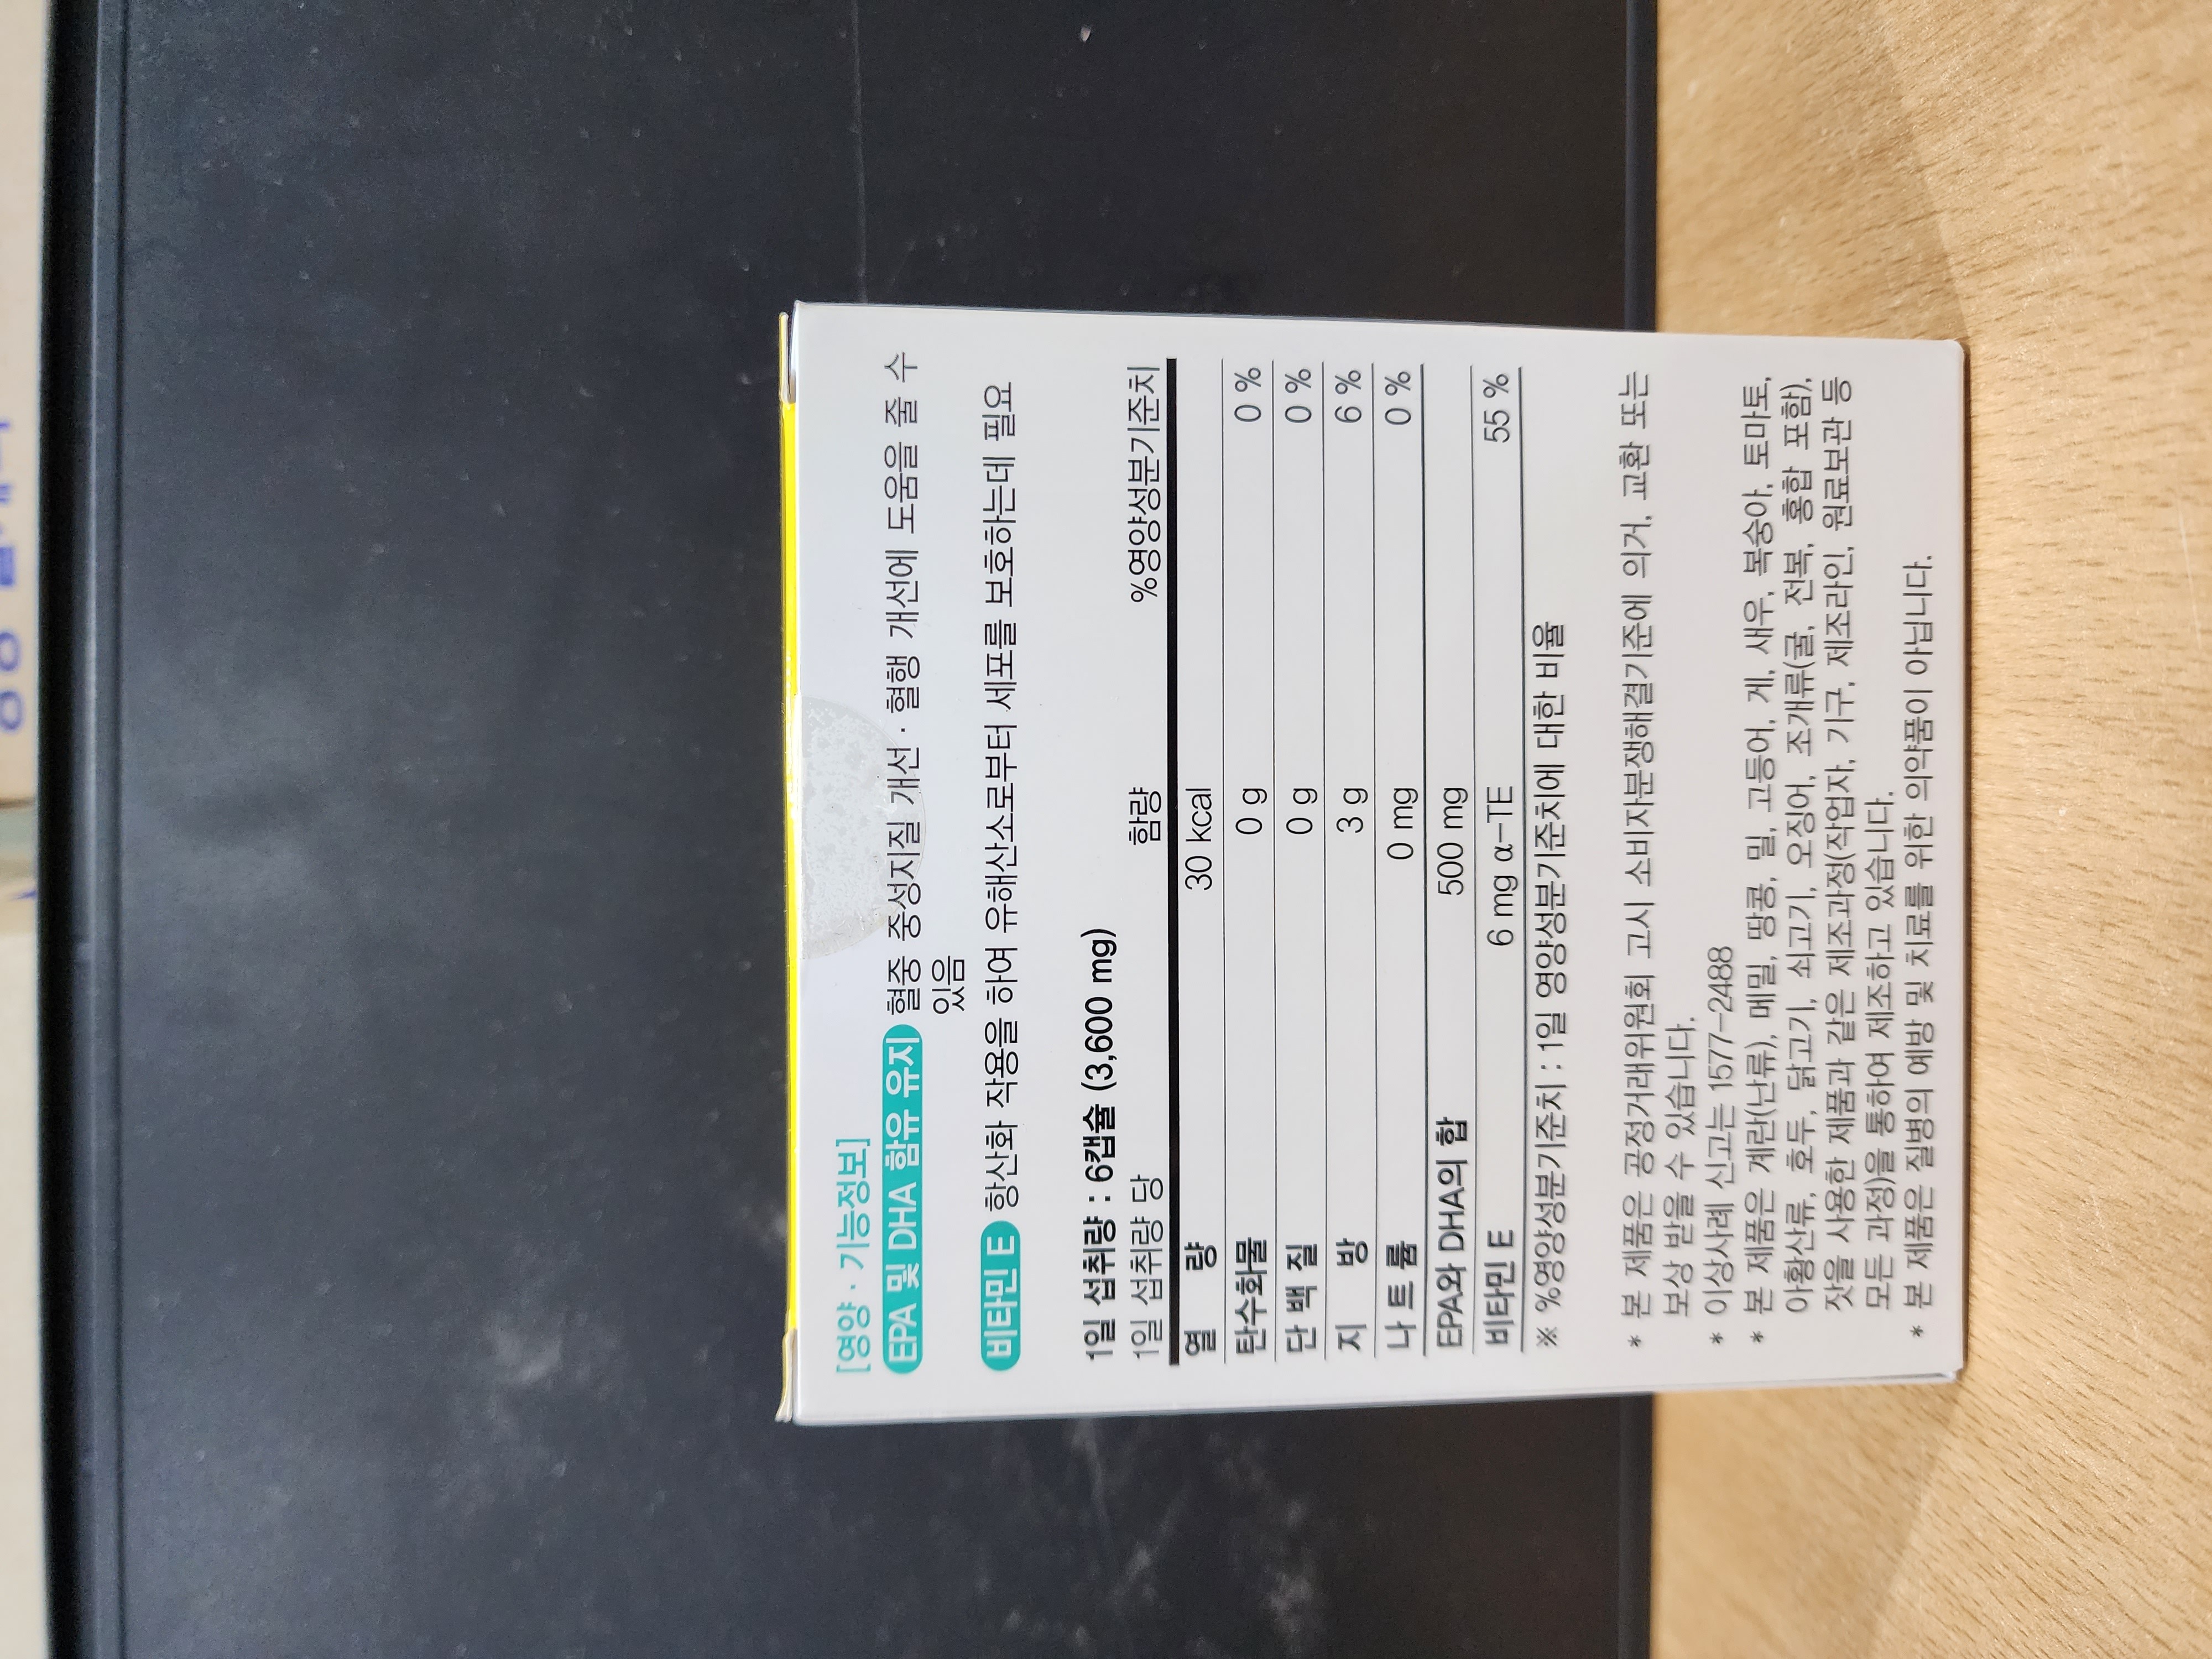 [영양 · 기능정보]
EPA 및 DHA 함유 유지 혈중 중성지질 개선 · 혈행 개선에 도움을 줄 수
있음
비타민 E 항산화 작용을 하여 유해산소로부터 세포를 보호하는데 필요
1일 섭취량 : 6캡슐 (3,600 mg)
1일 섭취량 당 함량 %영양성분기준치
열 량 30 kcal
탄수화물 0 g 0 %
단 백 질 0 g 0 %
지 방 3 g 6 %
나 트 륨 0 mg 0 %
EPA와 DHA의 합 500 mg
비타민 E 6 mg α-TE 55 %
※ %영양성분기준치 : 1일 영양성분기준치에 대한 비율
* 본 제품은 공정거래위원회 고시 소비자분쟁해결기준에 의거, 교환 또는
보상 받을 수 있습니다.
* 이상사례 신고는 1577-2488
* 본 제품은 계란(난류), 메밀, 땅콩, 밀, 고등어, 게, 새우, 복숭아, 토마토,
아황산류, 호두, 닭고기, 쇠고기, 오징어, 조개류(굴, 전복, 홍합 포함),
잣을 사용한 제품과 같은 제조과정(작업자, 기구, 제조라인, 원료보관 등
모든 과정)을 통하여 제조하고 있습니다.
* 본 제품은 질병의 예방 및 치료를 위한 의약품이 아닙니다.